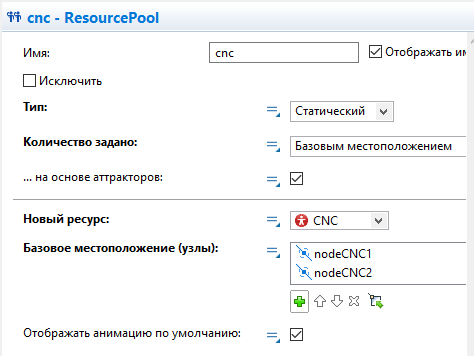 cnc - ResourcePool
Имя: cnc Отображать им
Исключить
Тип: Статический
Количество задано: Базовым местоположением
... на основе аттракторов:
Новый ресурс: CNC
Базовое местоположение (узлы): nodeCNC1
nodeCNC2
Отображать анимацию по умолчанию: